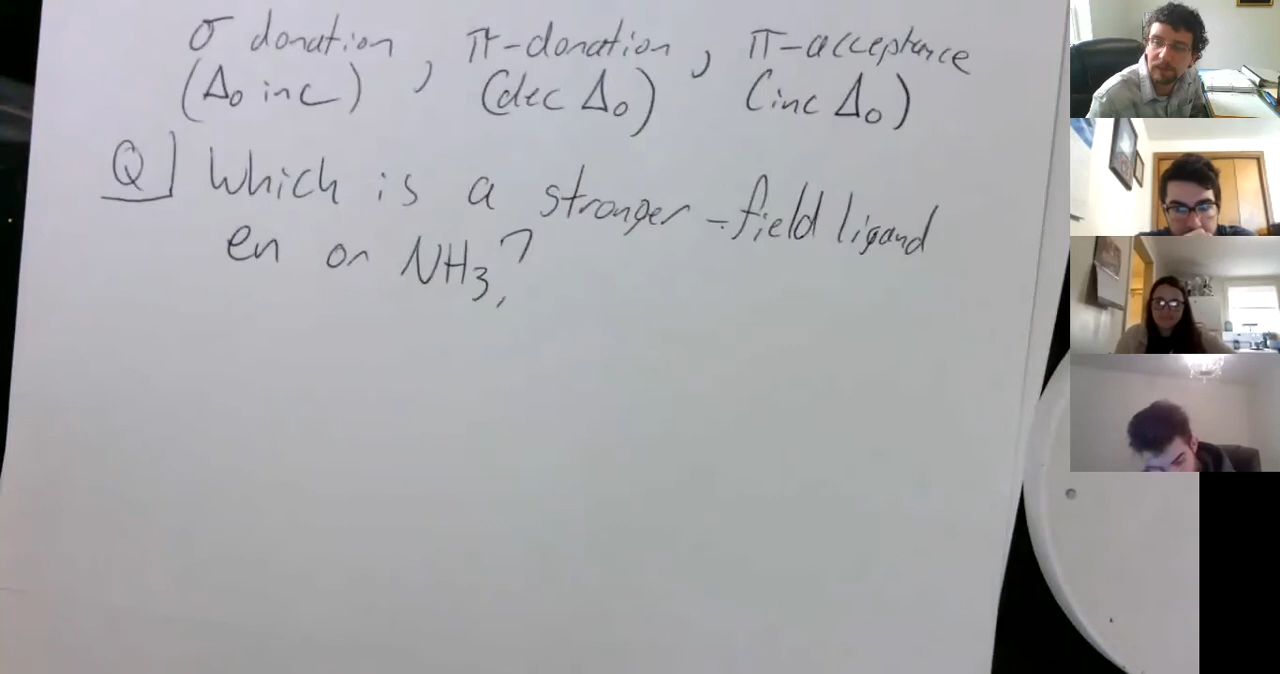 σ donation , π-donation , π-acceptance
(Δo inc) (dec Δo) (inc Δo)
Q] Which is a stronger-field ligand
en or NH3,?